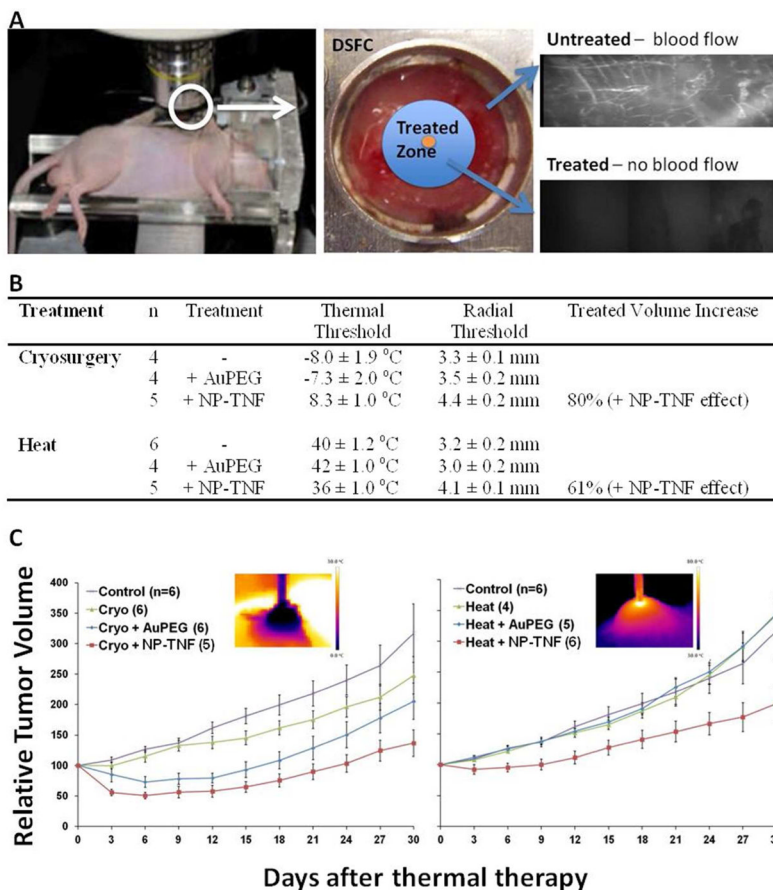 A
DSFC
Treated
Zone
Untreated – blood flow
Treated – no blood flow
B
Treatment n Treatment Thermal Threshold Radial Threshold Treated Volume Increase
Cryosurgery 4 - -8.0 ± 1.9 °C 3.3 ± 0.1 mm
4 + AuPEG -7.3 ± 2.0 °C 3.5 ± 0.2 mm
5 + NP-TNF 8.3 ± 1.0 °C 4.4 ± 0.2 mm 80% (+ NP-TNF effect)
Heat 6 - 40 ± 1.2 °C 3.2 ± 0.2 mm
4 + AuPEG 42 ± 1.0 °C 3.0 ± 0.2 mm
5 + NP-TNF 36 ± 1.0 °C 4.1 ± 0.1 mm 61% (+ NP-TNF effect)
C
Relative Tumor Volume
400
350
300
250
200
150
100
50
0
Control (n=6)
Cryo (6)
Cryo + AuPEG (6)
Cryo + NP-TNF (5)
0 3 6 9 12 15 18 21 24 27 30
Control (n=6)
Heat (4)
Heat + AuPEG (5)
Heat + NP-TNF (6)
0 3 6 9 12 15 18 21 24 27
Days after thermal therapy